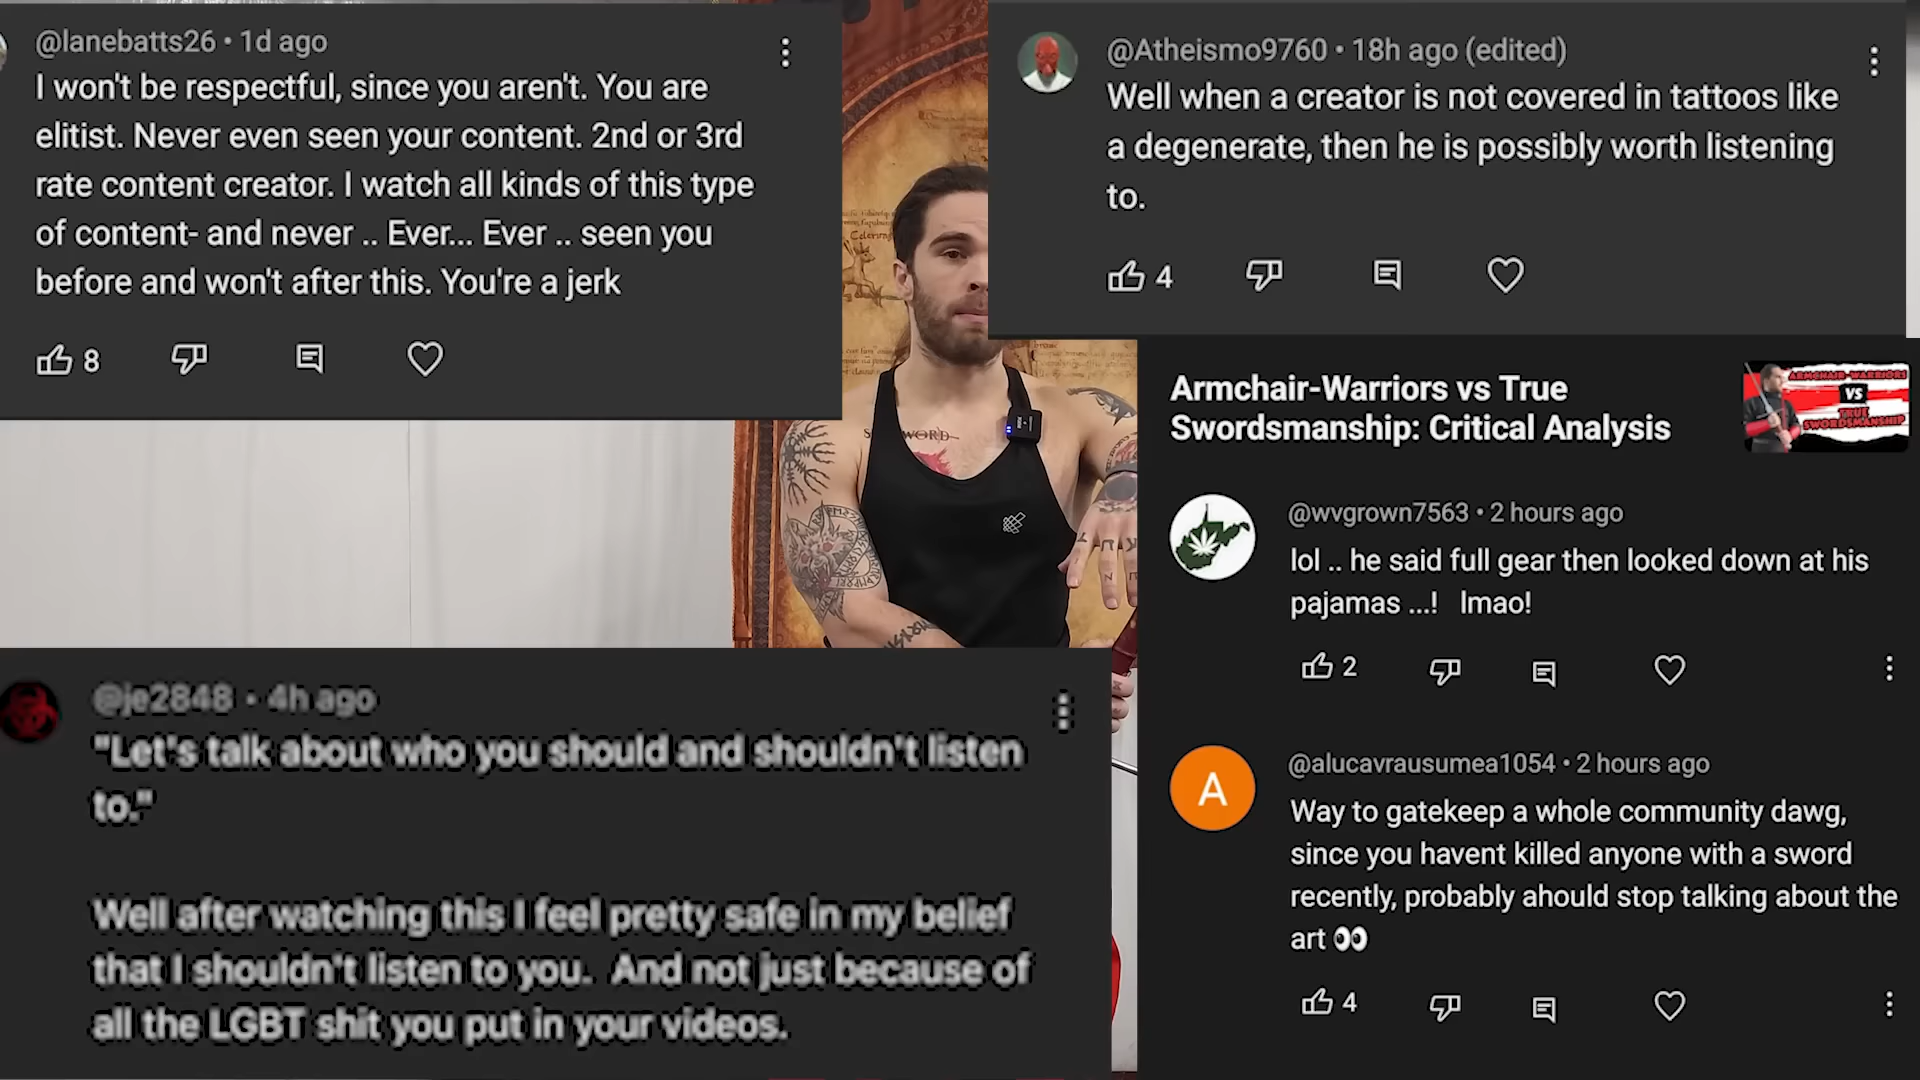 @lanebatts26 • 1d ago
I won't be respectful, since you aren't. You are
elitist. Never even seen your content. 2nd or 3rd
rate content creator. I watch all kinds of this type
of content- and never .. Ever... Ever .. seen you
before and won't after this. You're a jerk
8
@Atheismo9760 • 18h ago (edited)
Well when a creator is not covered in tattoos like
a degenerate, then he is possibly worth listening
to.
4
Armchair-Warriors vs True
Swordsmanship: Critical Analysis
ARMCHAIR-WARRIORS
VS
TRUE
SWORDSMANSHIP
@wvgrown7563 • 2 hours ago
lol .. he said full gear then looked down at his
pajamas ...!   lmao!
2
@alucavrausumea1054 • 2 hours ago
A
Way to gatekeep a whole community dawg,
since you havent killed anyone with a sword
recently, probably ahould stop talking about the
art 👀
4
@je2848 • 4h ago
"Let's talk about who you should and shouldn't listen
to."
Well after watching this I feel pretty safe in my belief
that I shouldn't listen to you.  And not just because of
all the LGBT shit you put in your videos.